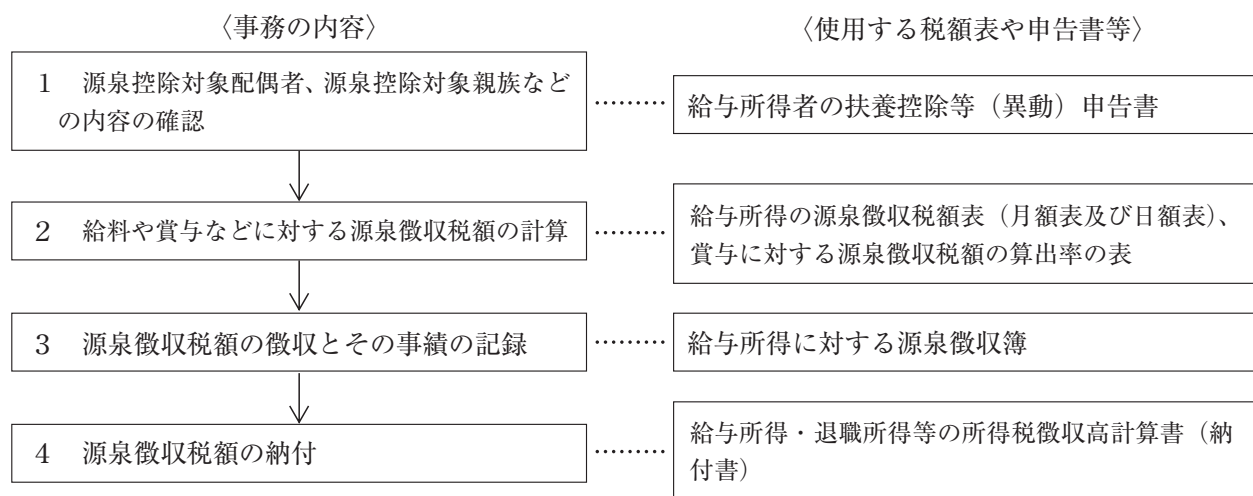 〈事務の内容〉
〈使用する税額表や申告書等〉
1 源泉控除対象配偶者、源泉控除対象親族など
の内容の確認
………
給与所得者の扶養控除等（異動）申告書
2 給料や賞与などに対する源泉徴収税額の計算
………
給与所得の源泉徴収税額表（月額表及び日額表）、
賞与に対する源泉徴収税額の算出率の表
3 源泉徴収税額の徴収とその事績の記録
………
給与所得に対する源泉徴収簿
4 源泉徴収税額の納付
………
給与所得・退職所得等の所得税徴収高計算書（納
付書）